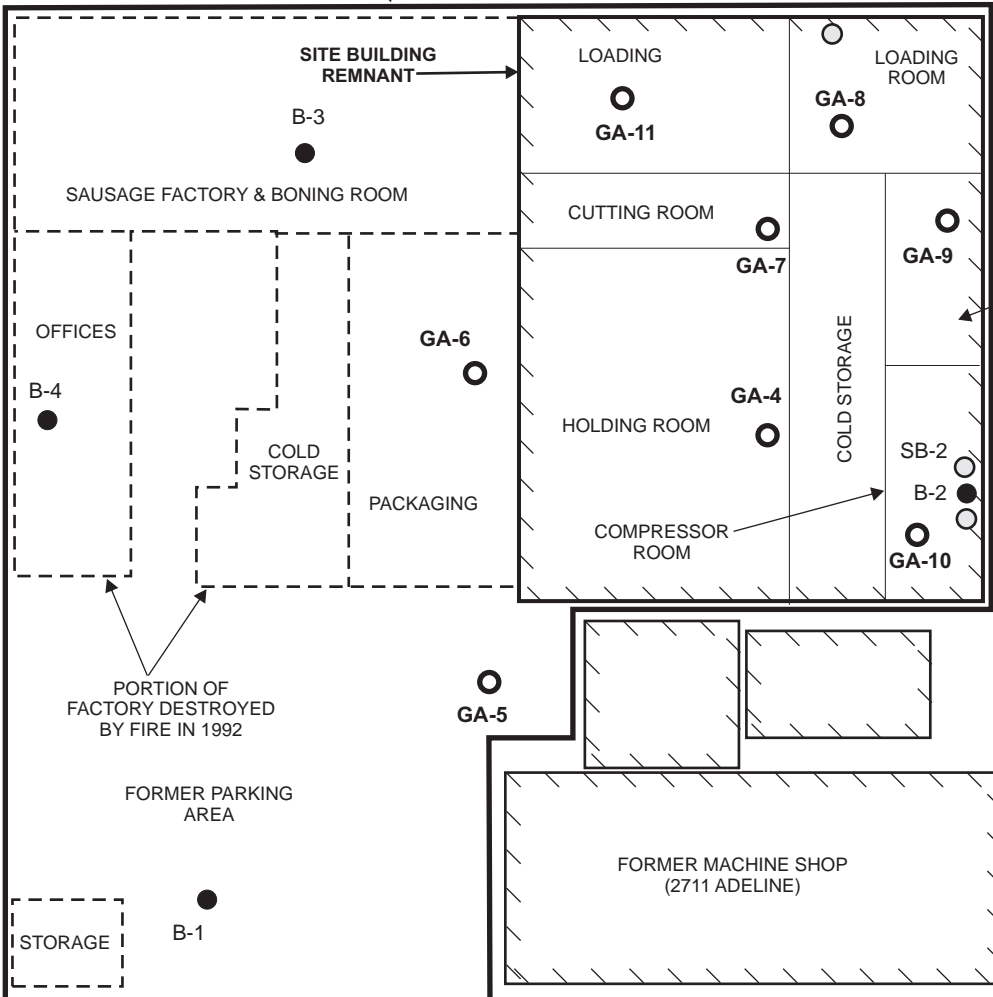 SITE BUILDING
REMNANT
LOADING
LOADING
ROOM
GA-8
GA-11
B-3
SAUSAGE FACTORY & BONING ROOM
CUTTING ROOM
GA-7
GA-9
OFFICES
GA-6
B-4
COLD STORAGE
GA-4
HOLDING ROOM
COLD
STORAGE
PACKAGING
SB-2
B-2
COMPRESSOR
ROOM
GA-10
PORTION OF
FACTORY DESTROYED
BY FIRE IN 1992
GA-5
FORMER PARKING
AREA
FORMER MACHINE SHOP
(2711 ADELINE)
B-1
STORAGE